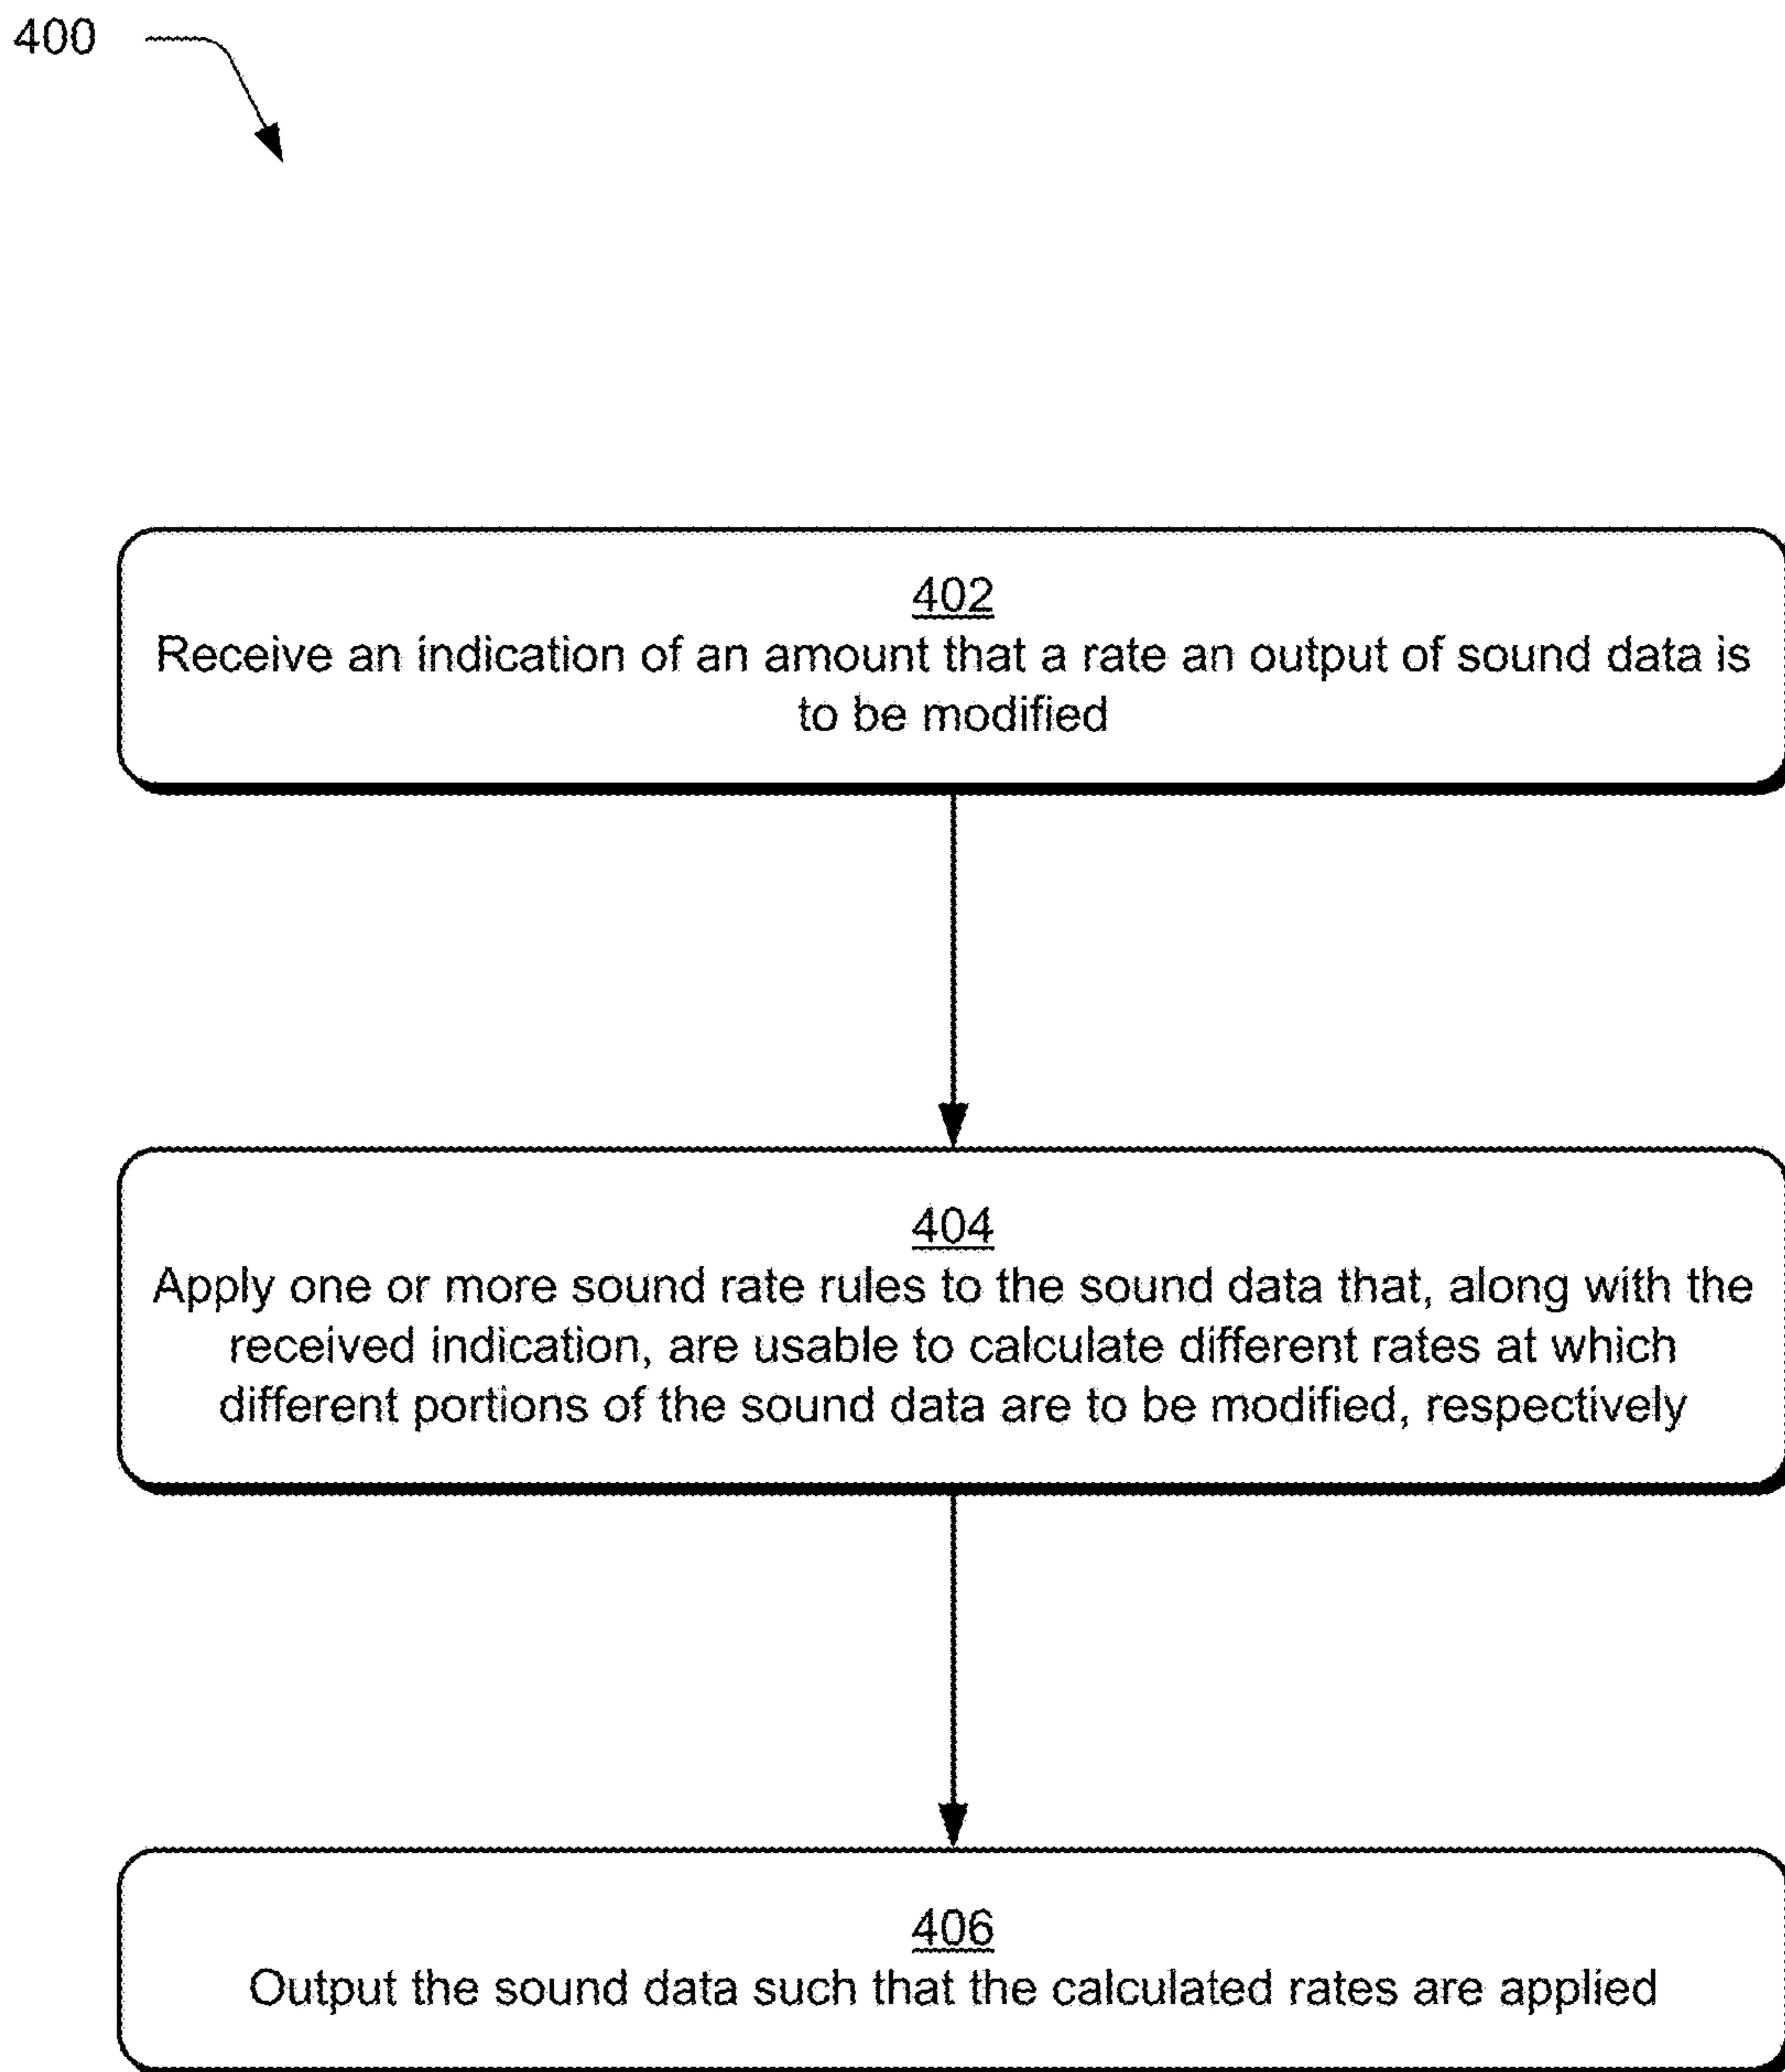 400
402
Receive an indication of an amount that a rate an output of sound data is
to be modified
404
Apply one or more sound rate rules to the sound data that, along with the
received indication, are usable to calculate different rates at which
different portions of the sound data are to be modified, respectively
406
Output the sound data such that the calculated rates are applied